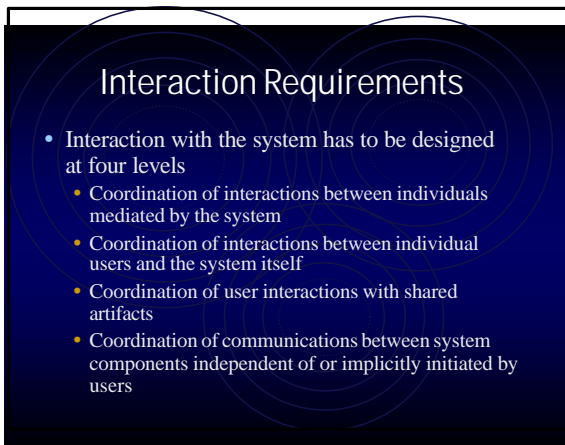 Interaction Requirements
• Interaction with the system has to be designed
at four levels
• Coordination of interactions between individuals
mediated by the system
• Coordination of interactions between individual
users and the system itself
• Coordination of user interactions with shared
artifacts
• Coordination of communications between system
components independent of or implicitly initiated by
users